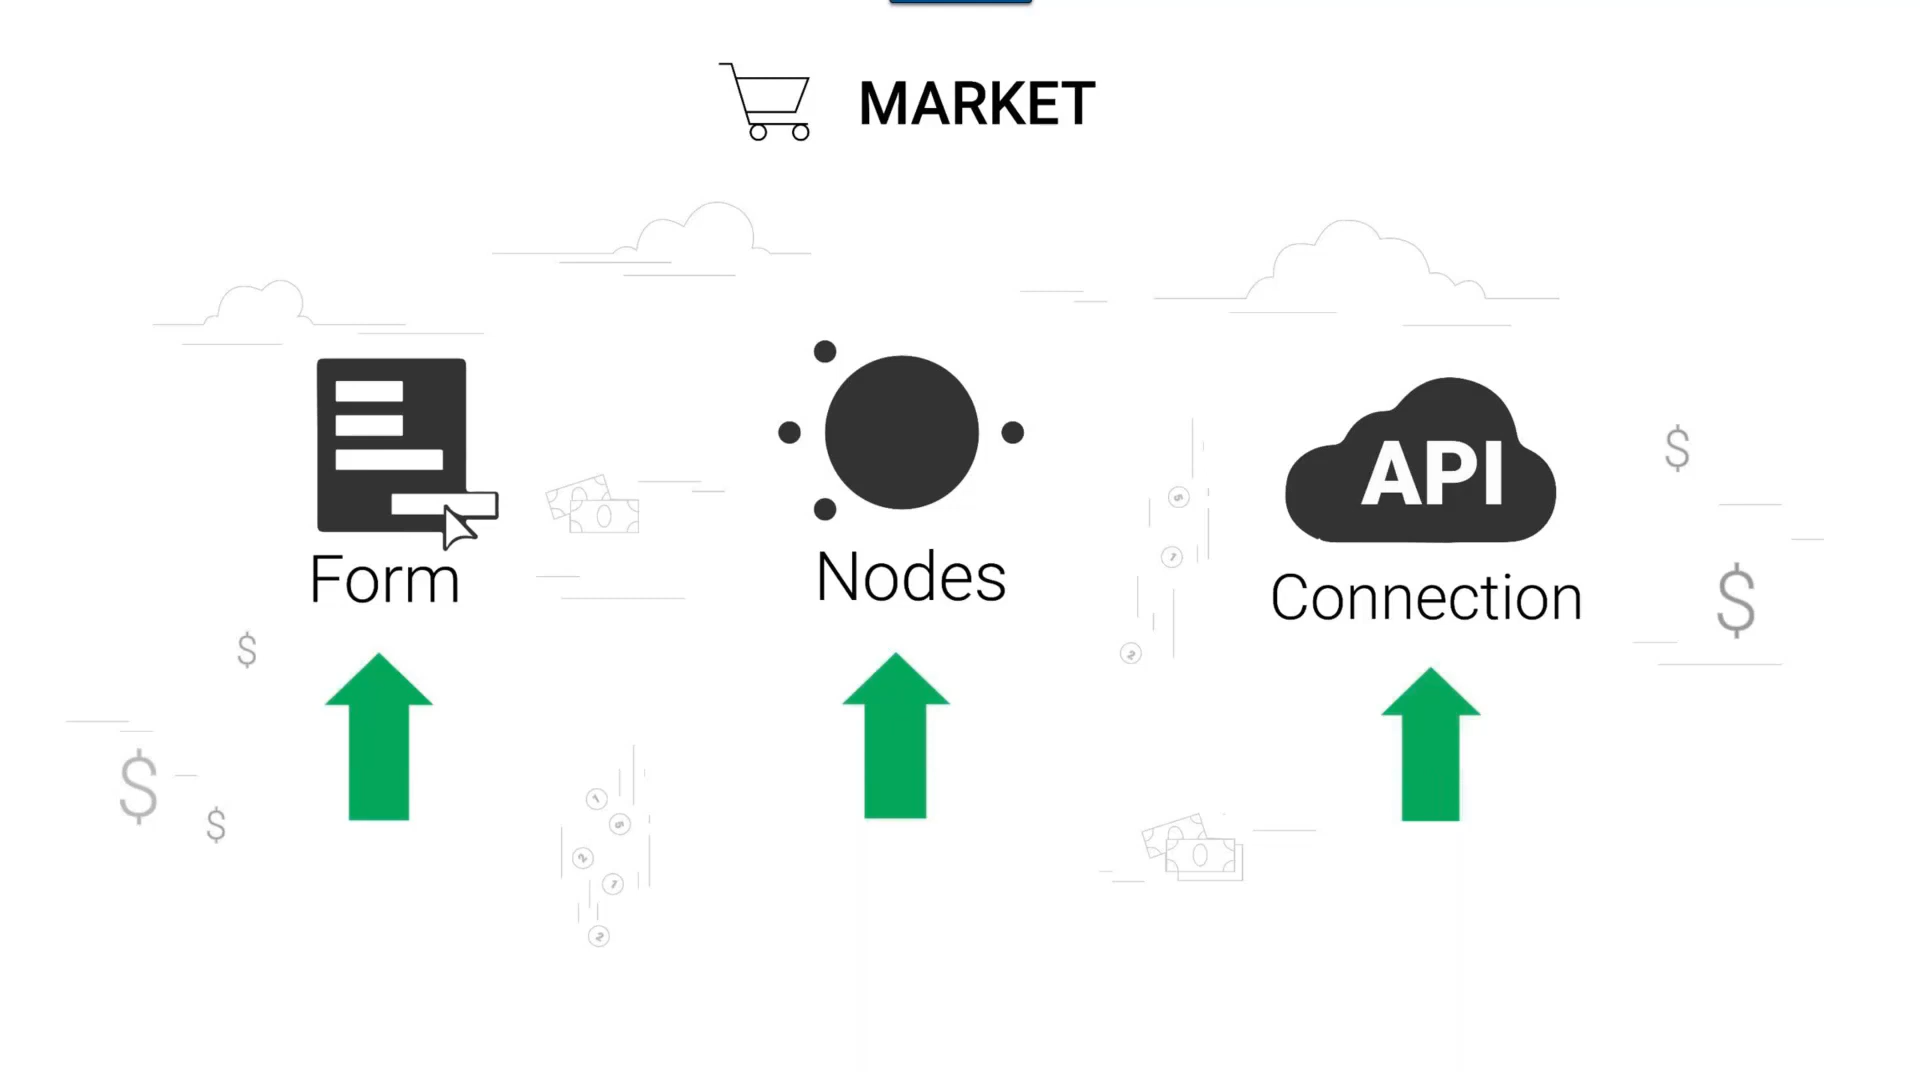 MARKET
API
Form
Nodes
Connection
$
$
$
$
$